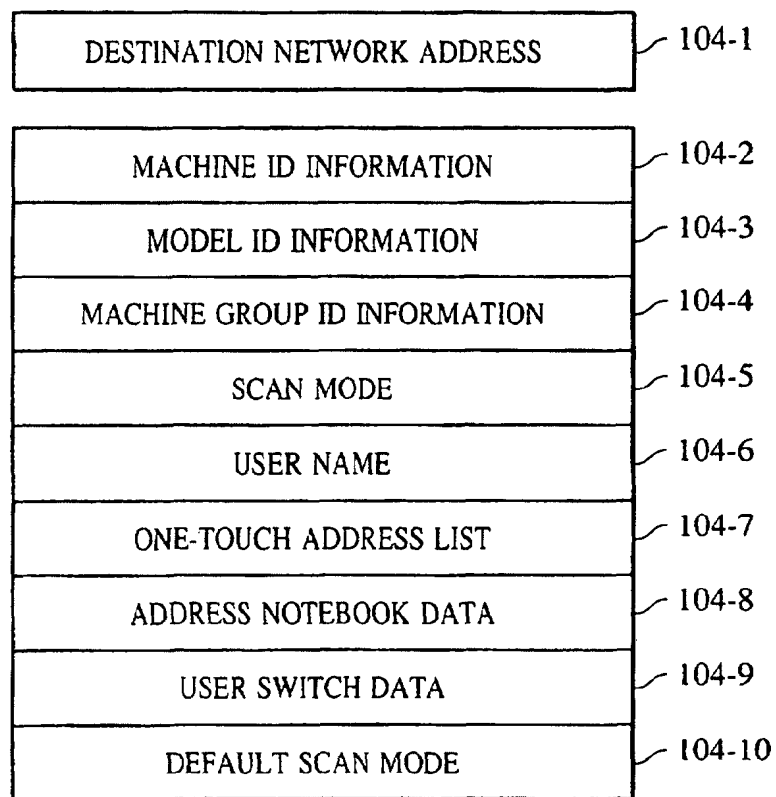 DESTINATION NETWORK ADDRESS 104-1
MACHINE ID INFORMATION 104-2
MODEL ID INFORMATION 104-3
MACHINE GROUP ID INFORMATION 104-4
SCAN MODE 104-5
USER NAME 104-6
ONE-TOUCH ADDRESS LIST 104-7
ADDRESS NOTEBOOK DATA 104-8
USER SWITCH DATA 104-9
DEFAULT SCAN MODE 104-10